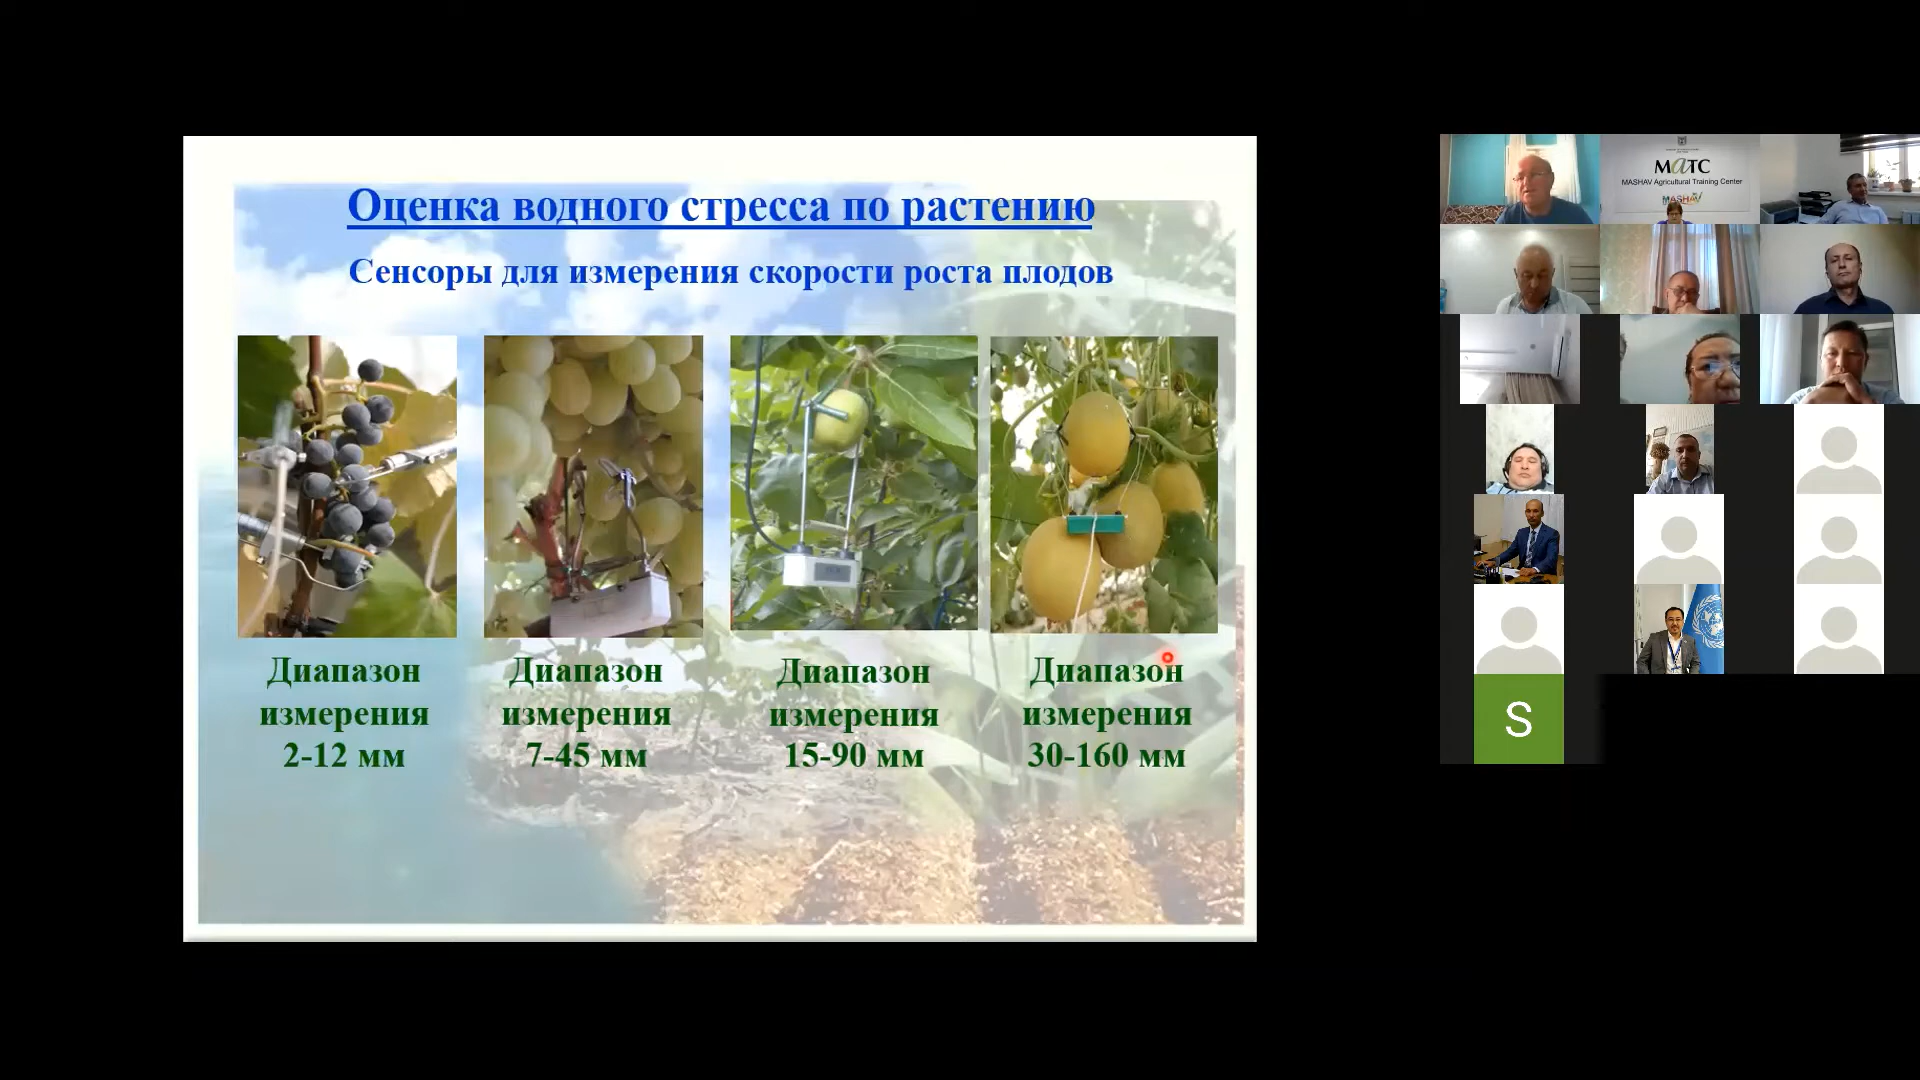 Оценка водного стресса по растению
Сенсоры для измерения скорости роста плодов
Диапазон
измерения
2-12 мм
Диапазон
измерения
7-45 мм
Диапазон
измерения
15-90 мм
Диапазон
измерения
30-160 мм
MATC
MASHAV Agricultural Training Center
MASHAV
S